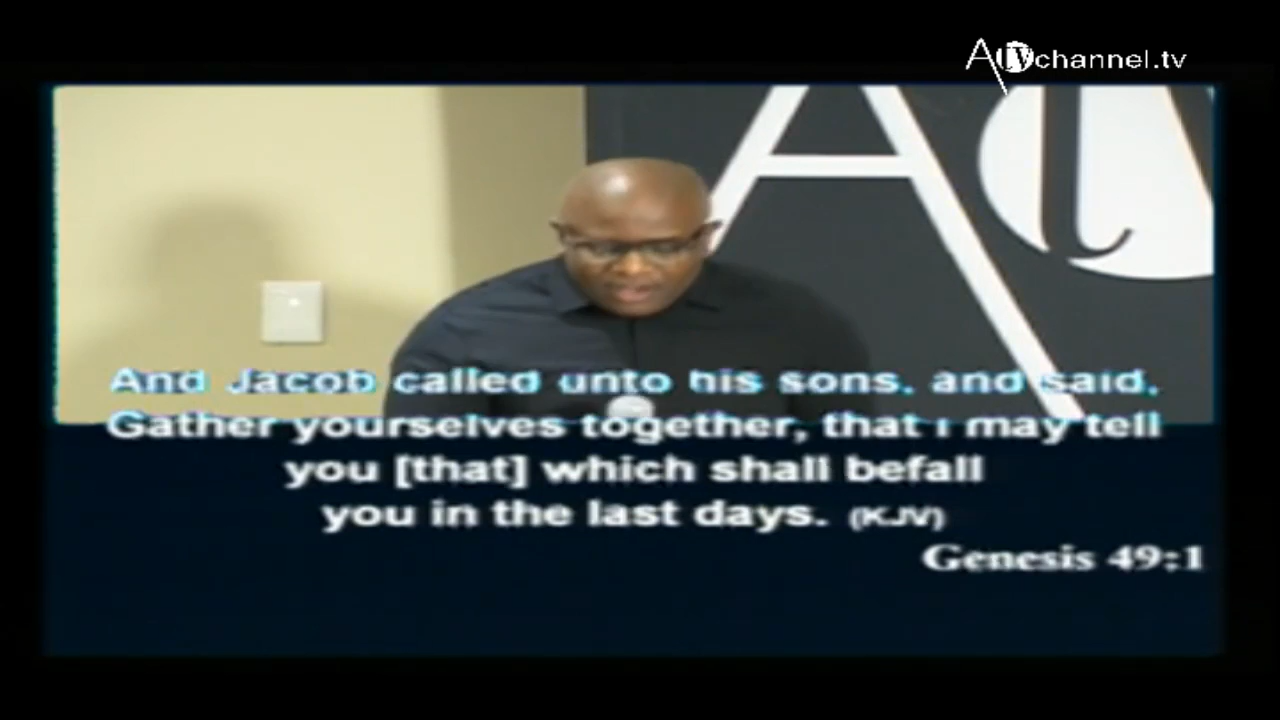 Alvchannel.tv
And Jacob called unto his sons, and said,
Gather yourselves together, that I may tell
you [that] which shall befall
you in the last days. (KJV)
Genesis 49:1